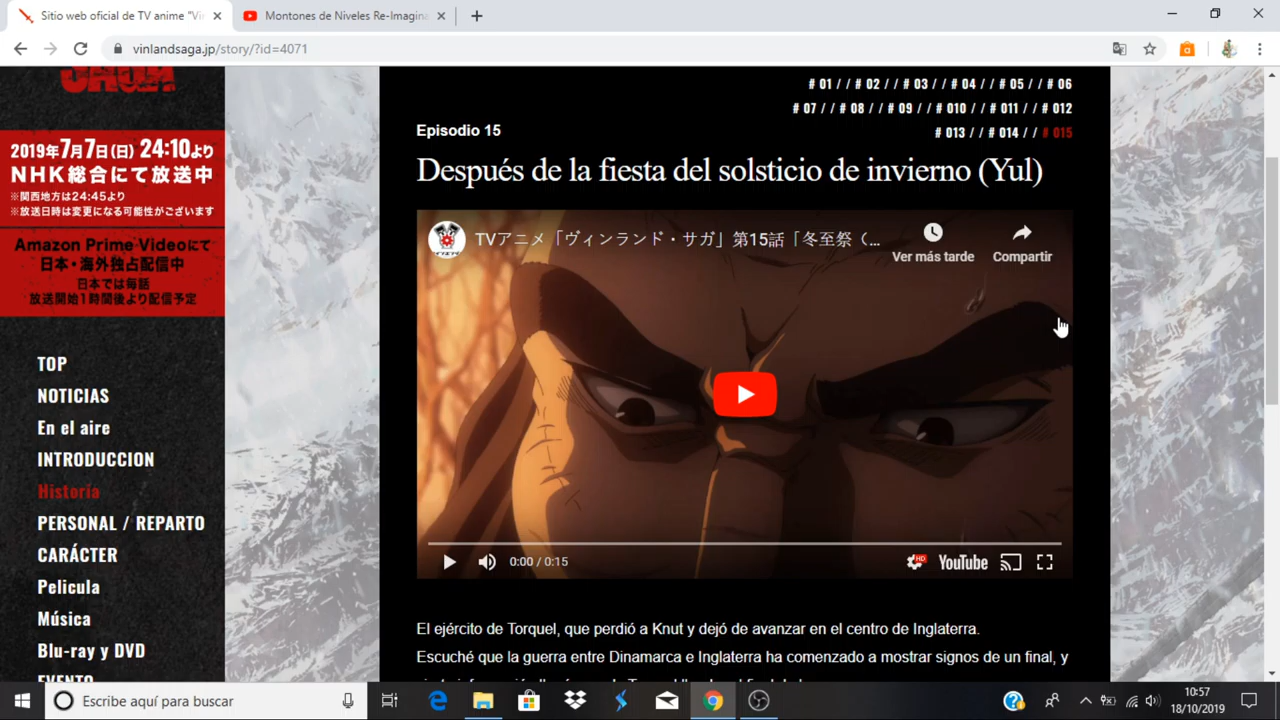 Sitio web oficial de TV anime "Vin
Montones de Niveles Re-Imagina
vinlandsaga.jp/story/?id=4071
2019年7月7日(日) 24:10より
NHK総合にて放送中
※関西地方は24:45より
※放送日時は変更になる可能性がございます
Amazon Prime Videoにて
日本・海外独占配信中
日本では毎話
放送開始1時間後より配信予定
TOP
NOTICIAS
En el aire
INTRODUCCION
Historia
PERSONAL / REPARTO
CARÁCTER
Pelicula
Música
Blu-ray y DVD
EVENTO
# 01 / / # 02 / / # 03 / / # 04 / / # 05 / / # 06
# 07 / / # 08 / / # 09 / / # 010 / / # 011 / / # 012
# 013 / / # 014 / / # 015
Episodio 15
Después de la fiesta del solsticio de invierno (Yul)
TVアニメ「ヴィンランド・サガ」第15話「冬至祭（...
Ver más tarde
Compartir
0:00 / 0:15
HD
YouTube
El ejército de Torquel, que perdió a Knut y dejó de avanzar en el centro de Inglaterra.
Escuché que la guerra entre Dinamarca e Inglaterra ha comenzado a mostrar signos de un final, y
Escribe aquí para buscar
10:57
18/10/2019